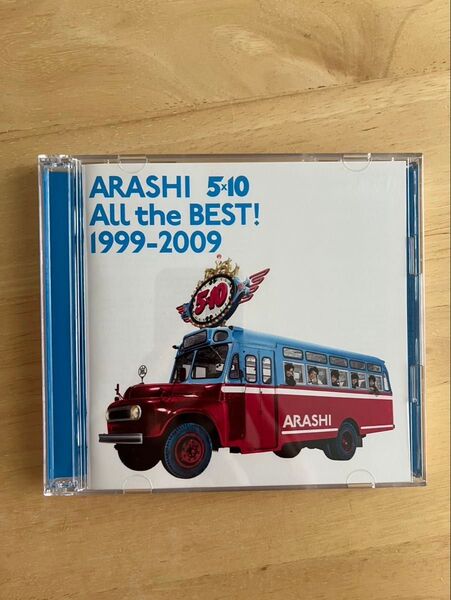 ARASHI 5×10
All the BEST!
1999-2009
5×10
ARASHI